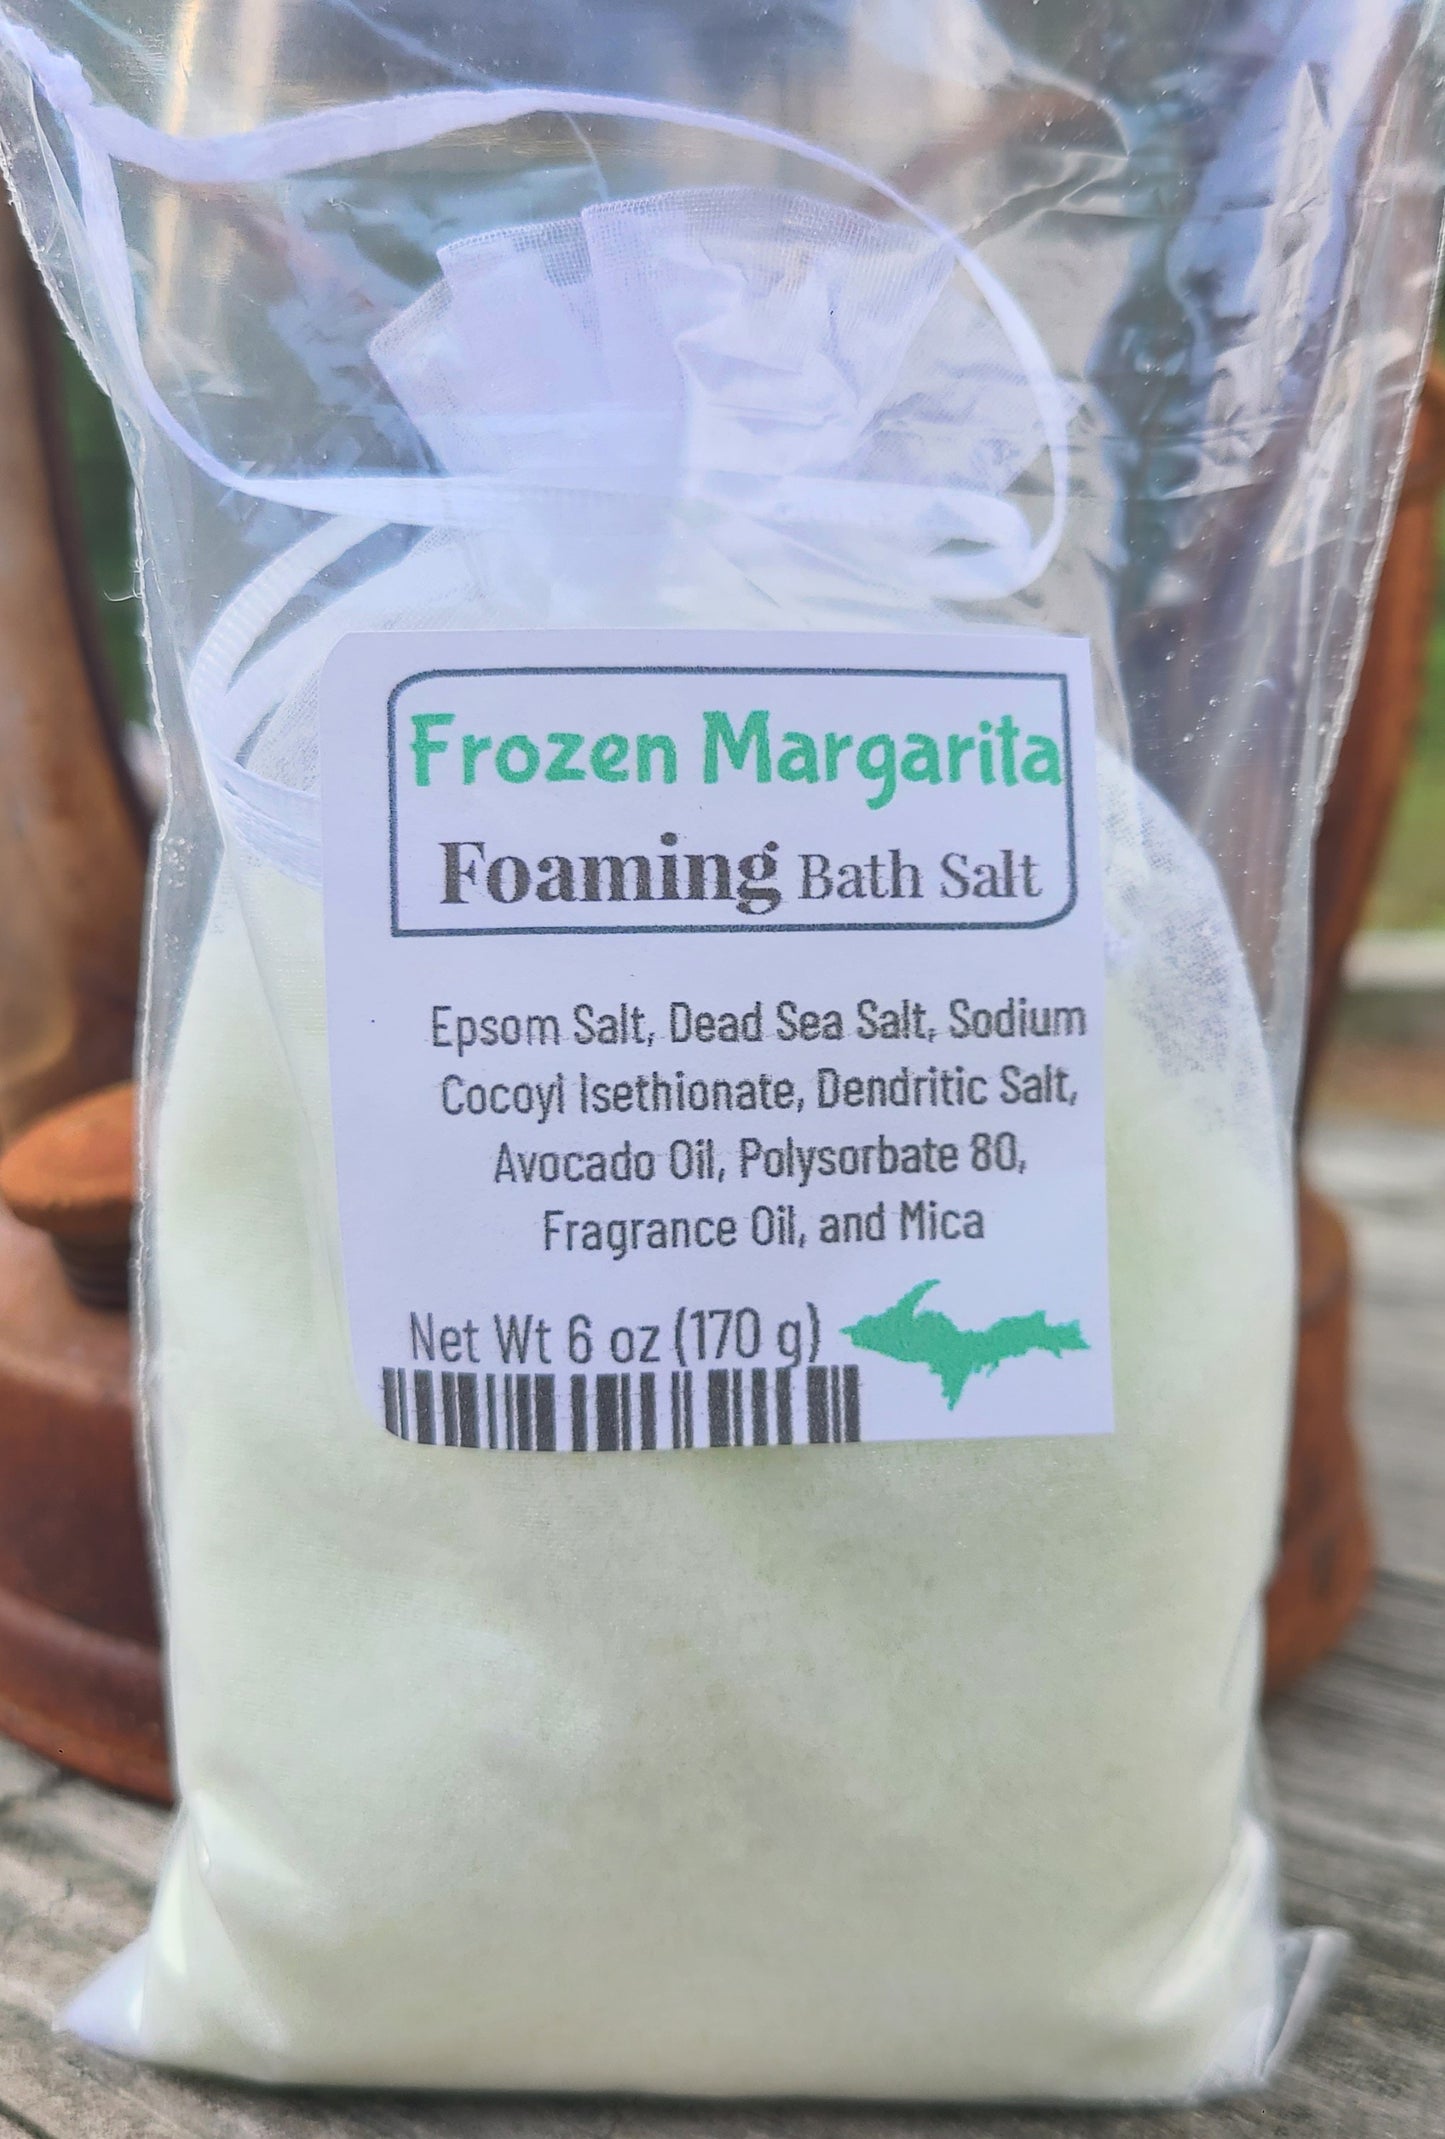 Frozen Margarita
Foaming Bath Salt
Epsom Salt, Dead Sea Salt, Sodium
Cocoyl Isethionate, Dendritic Salt,
Avocado Oil, Polysorbate 80,
Fragrance Oil, and Mica
Net Wt 6 oz (170 g)